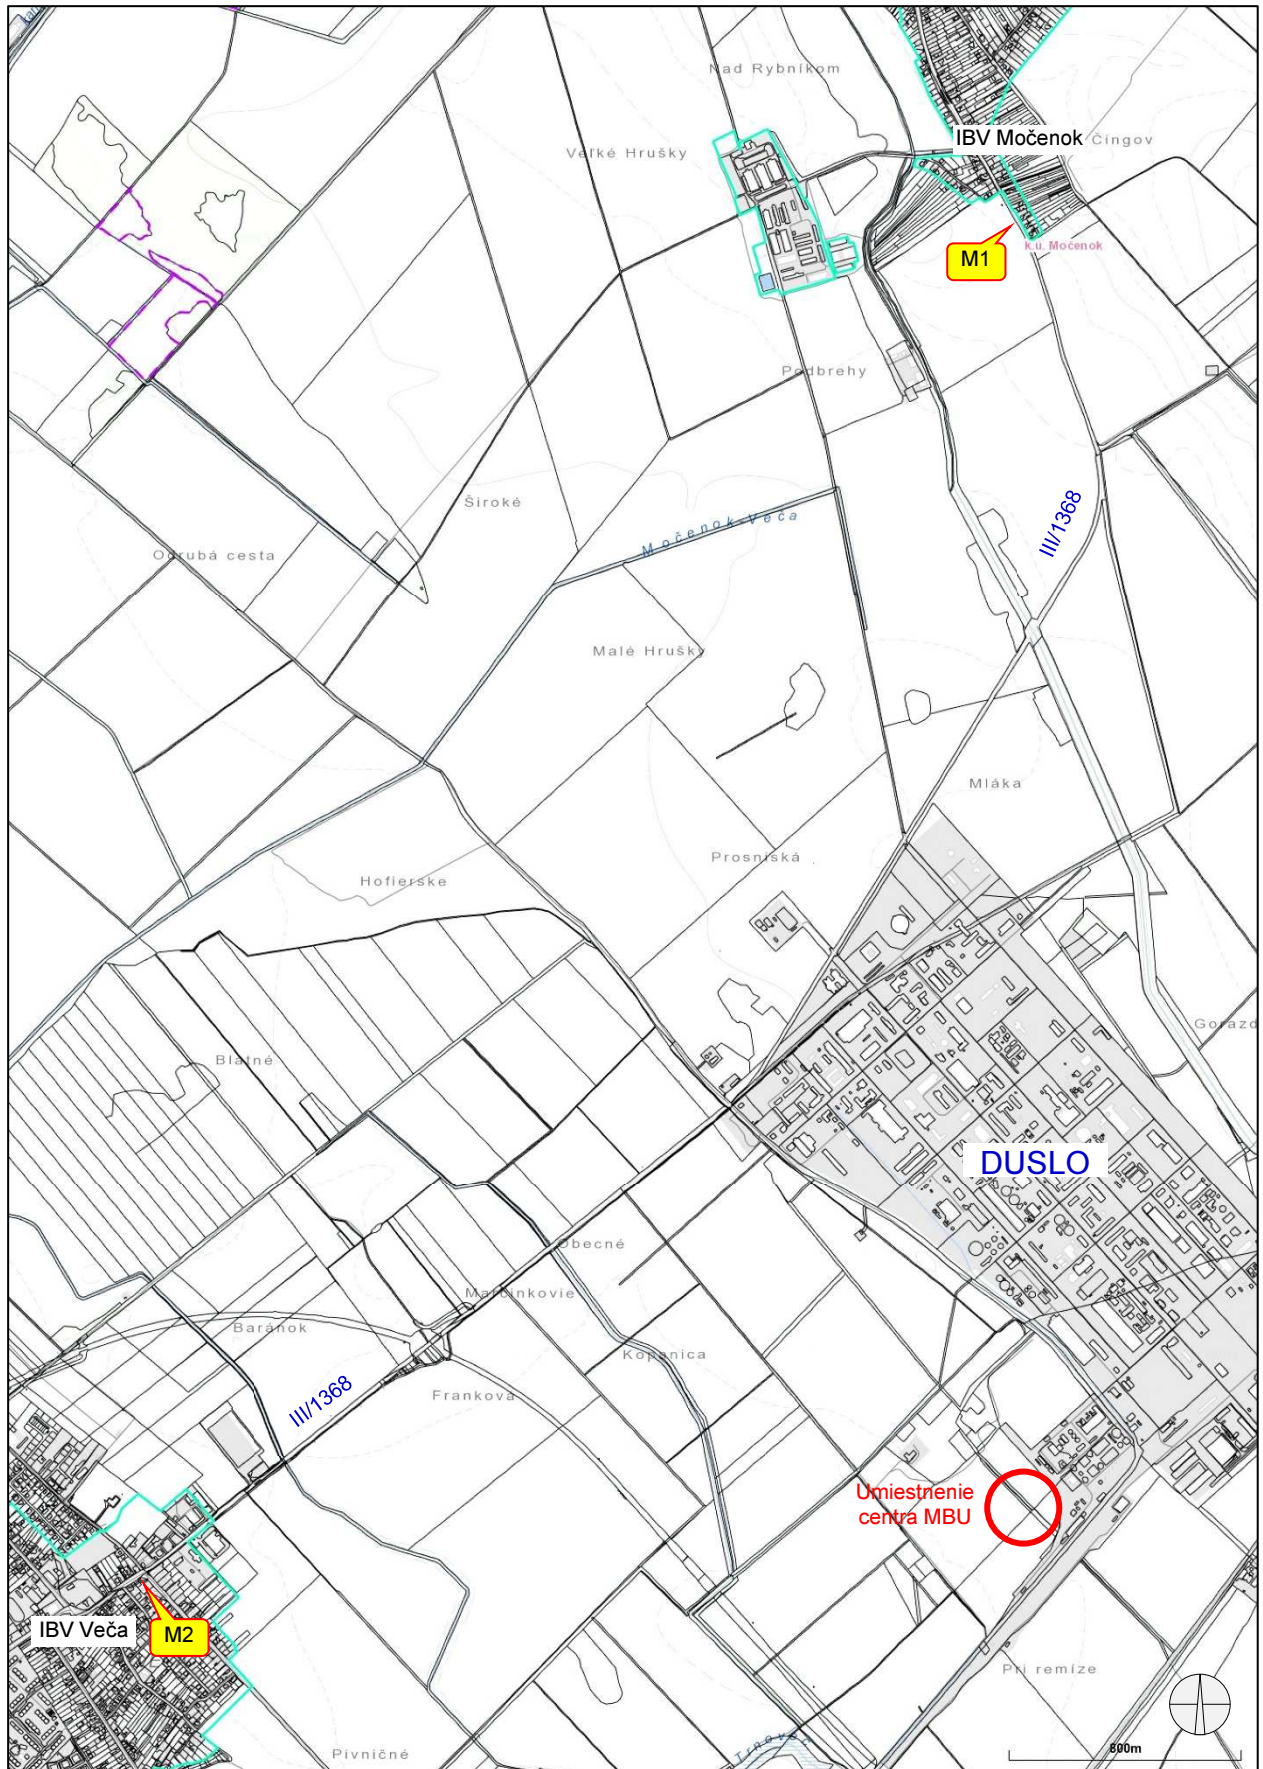 Nad Rybníkom
IBV Močenok
Čingov
Veľké Hrušky
k.ú. Močenok
M1
Podbrehy
Široké
Močenok-Veča
III/1368
Odrubá cesta
Malé Hrušky
Mláka
Prosniská
Hofierske
Gorazd
Blatné
DUSLO
Obecné
Marcinkovie
Baránok
Kopanica
III/1368
Frankova
Umiestnenie
centra MBU
IBV Veča
M2
Pri remíze
Pivničné
Trnovec
800m